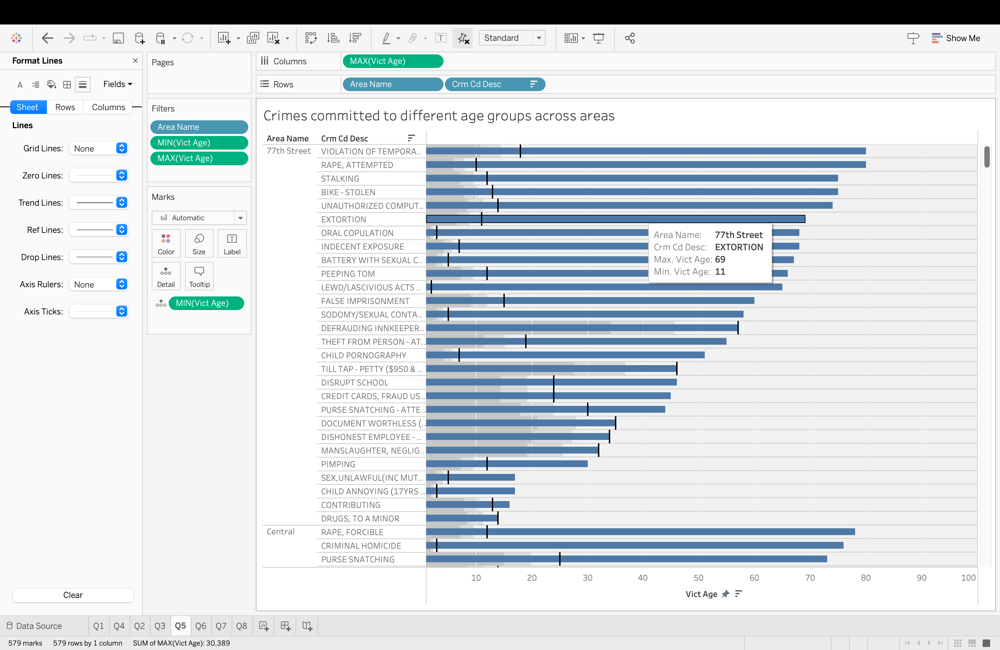 Standard
Show Me
Format Lines
Fields
Sheet Rows Columns
Lines
Grid Lines: None
Zero Lines:
Trend Lines:
Ref Lines:
Drop Lines:
Axis Rulers: None
Axis Ticks:
Clear
Pages
Filters
Area Name
MIN(Vict Age)
MAX(Vict Age)
Marks
Automatic
Color Size Label
Detail Tooltip
MIN(Vict Age)
Columns MAX(Vict Age)
Rows Area Name Crm Cd Desc
Crimes committed to different age groups across areas
Area Name Crm Cd Desc
77th Street VIOLATION OF TEMPORA..
RAPE, ATTEMPTED
STALKING
BIKE - STOLEN
UNAUTHORIZED COMPUT..
EXTORTION
ORAL COPULATION
INDECENT EXPOSURE
BATTERY WITH SEXUAL C..
PEEPING TOM
LEWD/LASCIVIOUS ACTS ..
FALSE IMPRISONMENT
SODOMY/SEXUAL CONTA..
DEFRAUDING INNKEEPER..
THEFT FROM PERSON - AT..
CHILD PORNOGRAPHY
TILL TAP - PETTY ($950 & ..
DISRUPT SCHOOL
CREDIT CARDS, FRAUD US..
PURSE SNATCHING - ATTE..
DOCUMENT WORTHLESS (..
DISHONEST EMPLOYEE - ..
MANSLAUGHTER, NEGLIG..
PIMPING
SEX,UNLAWFUL(INC MUT..
CHILD ANNOYING (17YRS ..
CONTRIBUTING
DRUGS, TO A MINOR
Central RAPE, FORCIBLE
CRIMINAL HOMICIDE
PURSE SNATCHING
Area Name: 77th Street
Crm Cd Desc: EXTORTION
Max. Vict Age: 69
Min. Vict Age: 11
10 20 30 40 50 60 70 80 90 100
Vict Age
Data Source Q1 Q4 Q2 Q3 Q5 Q6 Q7 Q8
579 marks 579 rows by 1 column SUM of MAX(Vict Age): 30,389